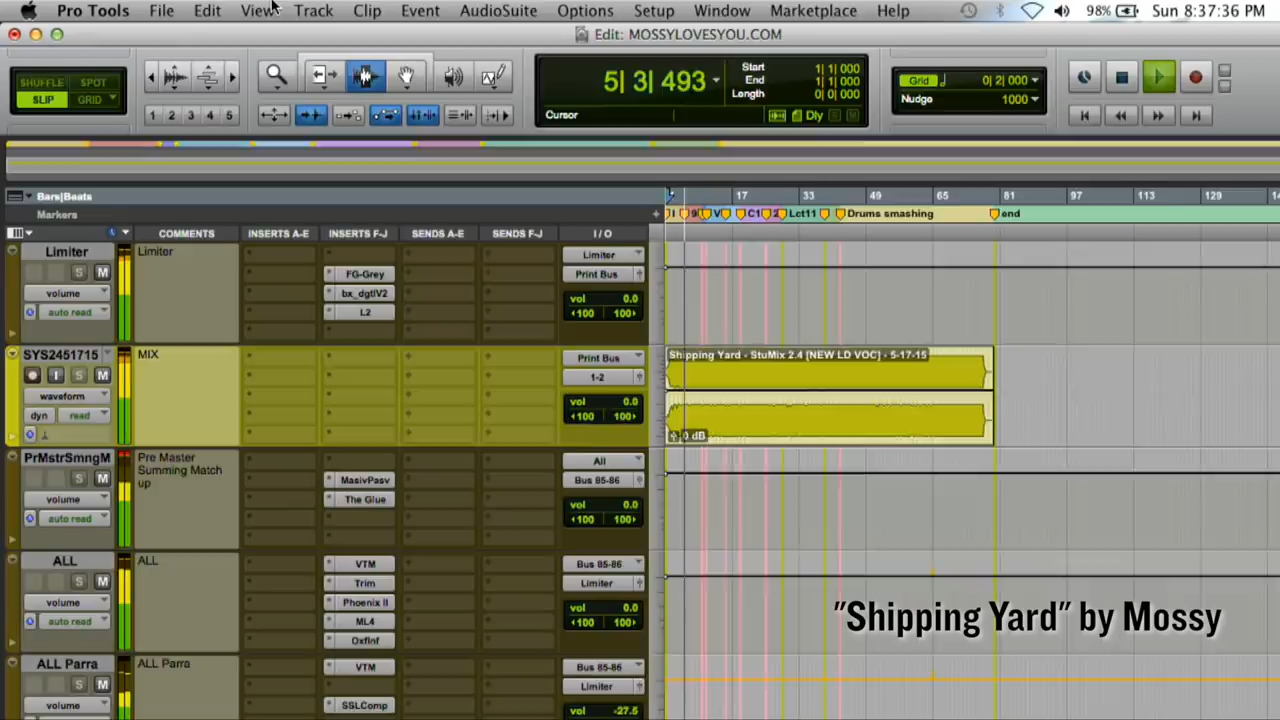 Pro Tools File Edit View Track Clip Event AudioSuite Options Setup Window Marketplace Help 98% Sun 8:37:36 PM
Edit: MOSSYLOVESYOU.COM
SHUFFLE SPOT
SLIP GRID
1 2 3 4 5
5| 3| 493
Start 1| 1| 000
End 1| 1| 000
Length 0| 0| 000
Cursor
Dly S M
Grid 0| 2| 000
Nudge 1000
Bars|Beats 17 33 49 65 81 97 113 129
Markers
Lct11 Drums smashing end
COMMENTS INSERTS A-E INSERTS F-J SENDS A-E SENDS F-J I / O
Limiter
S M
volume
auto read
Limiter
FG-Grey
bx_dgtlV2
L2
Limiter
Print Bus
vol 0.0
100 100
SYS2451715
I S M
waveform
dyn read
MIX
Print Bus
1-2
vol 0.0
100 100
Shipping Yard - StuMix 2.4 [NEW LD VOC] - 5-17-15
0 dB
PrMstrSmngM
S M
volume
auto read
Pre Master
Summing Match
up
MasivPasv
The Glue
All
Bus 85-86
vol 0.0
100 100
ALL
S M
volume
auto read
ALL
VTM
Trim
Phoenix II
ML4
OxfInf
Bus 85-86
Limiter
vol 0.0
100 100
ALL Parra
S M
volume
ALL Parra
VTM
SSLComp
Bus 85-86
Limiter
vol -27.5
"Shipping Yard" by Mossy